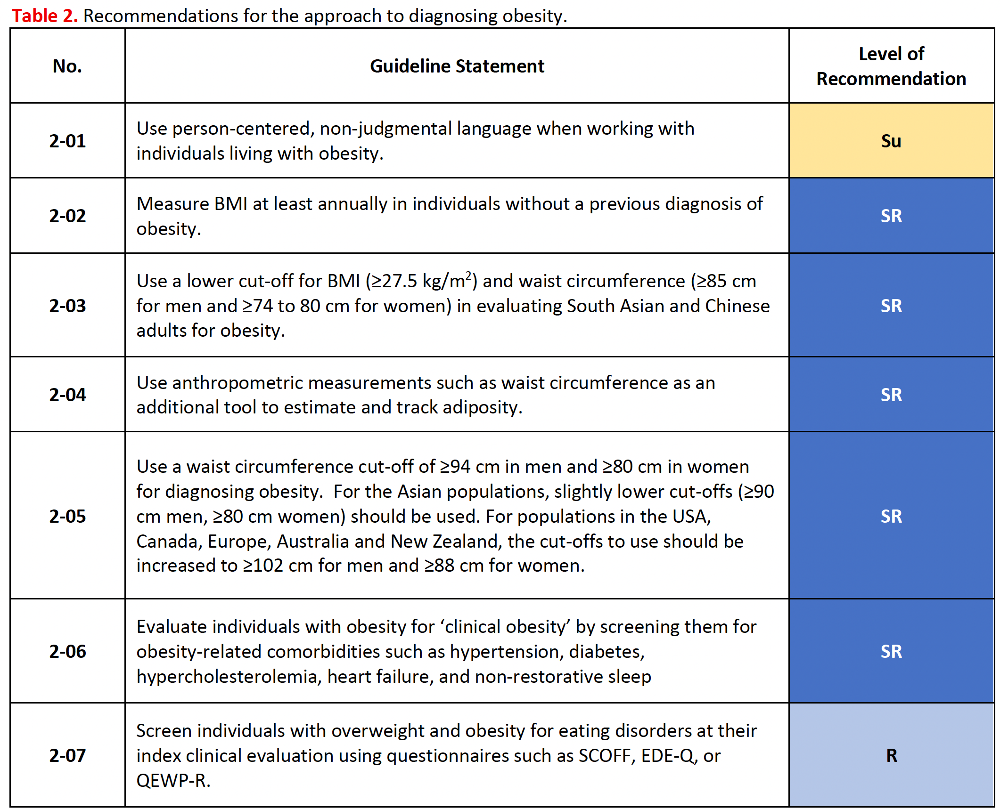 Table 2. Recommendations for the approach to diagnosing obesity.
No.
Guideline Statement
Level of
Recommendation
2-01
Use person-centered, non-judgmental language when working with
individuals living with obesity.
Su
2-02
Measure BMI at least annually in individuals without a previous diagnosis of
obesity.
SR
2-03
Use a lower cut-off for BMI (≥27.5 kg/m²) and waist circumference (≥85 cm
for men and ≥74 to 80 cm for women) in evaluating South Asian and Chinese
adults for obesity.
SR
2-04
Use anthropometric measurements such as waist circumference as an
additional tool to estimate and track adiposity.
SR
2-05
Use a waist circumference cut-off of ≥94 cm in men and ≥80 cm in women
for diagnosing obesity.  For the Asian populations, slightly lower cut-offs (≥90
cm men, ≥80 cm women) should be used. For populations in the USA,
Canada, Europe, Australia and New Zealand, the cut-offs to use should be
increased to ≥102 cm for men and ≥88 cm for women.
SR
2-06
Evaluate individuals with obesity for ‘clinical obesity’ by screening them for
obesity-related comorbidities such as hypertension, diabetes,
hypercholesterolemia, heart failure, and non-restorative sleep
SR
2-07
Screen individuals with overweight and obesity for eating disorders at their
index clinical evaluation using questionnaires such as SCOFF, EDE-Q, or
QEWP-R.
R